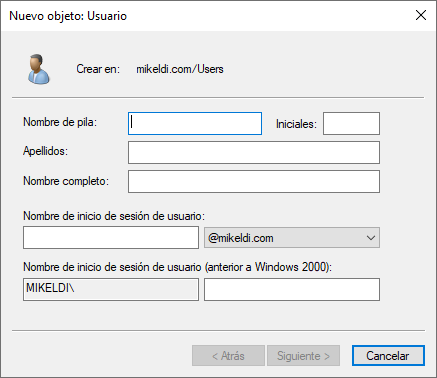 Nuevo objeto: Usuario
Crear en: mikeldi.com/Users
Nombre de pila: Iniciales:
Apellidos:
Nombre completo:
Nombre de inicio de sesión de usuario:
@mikeldi.com
Nombre de inicio de sesión de usuario (anterior a Windows 2000):
MIKELDI\
< Atrás Siguiente > Cancelar